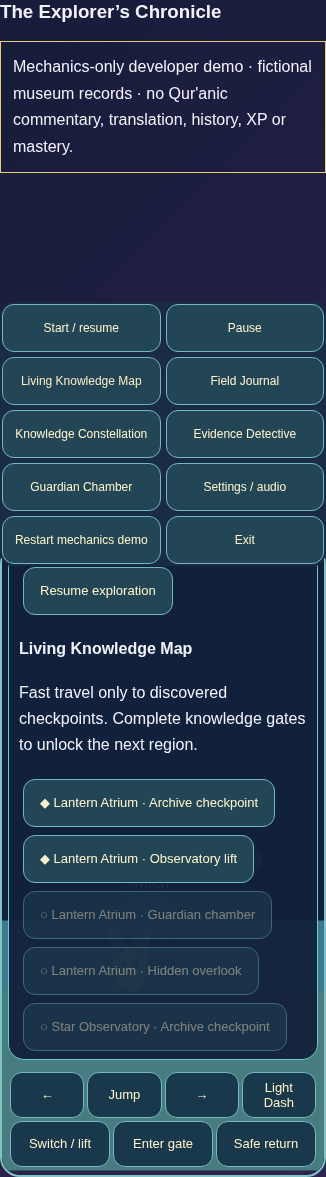 The Explorer’s Chronicle
Mechanics-only developer demo · fictional
museum records · no Qur'anic
commentary, translation, history, XP or
mastery.
Start / resume
Pause
Living Knowledge Map
Field Journal
Knowledge Constellation
Evidence Detective
Guardian Chamber
Settings / audio
Restart mechanics demo
Exit
Resume exploration
Living Knowledge Map
Fast travel only to discovered
checkpoints. Complete knowledge gates
to unlock the next region.
◆ Lantern Atrium · Archive checkpoint
◆ Lantern Atrium · Observatory lift
○ Lantern Atrium · Guardian chamber
○ Lantern Atrium · Hidden overlook
○ Star Observatory · Archive checkpoint
←
Jump
→
Light
Dash
Switch / lift
Enter gate
Safe return